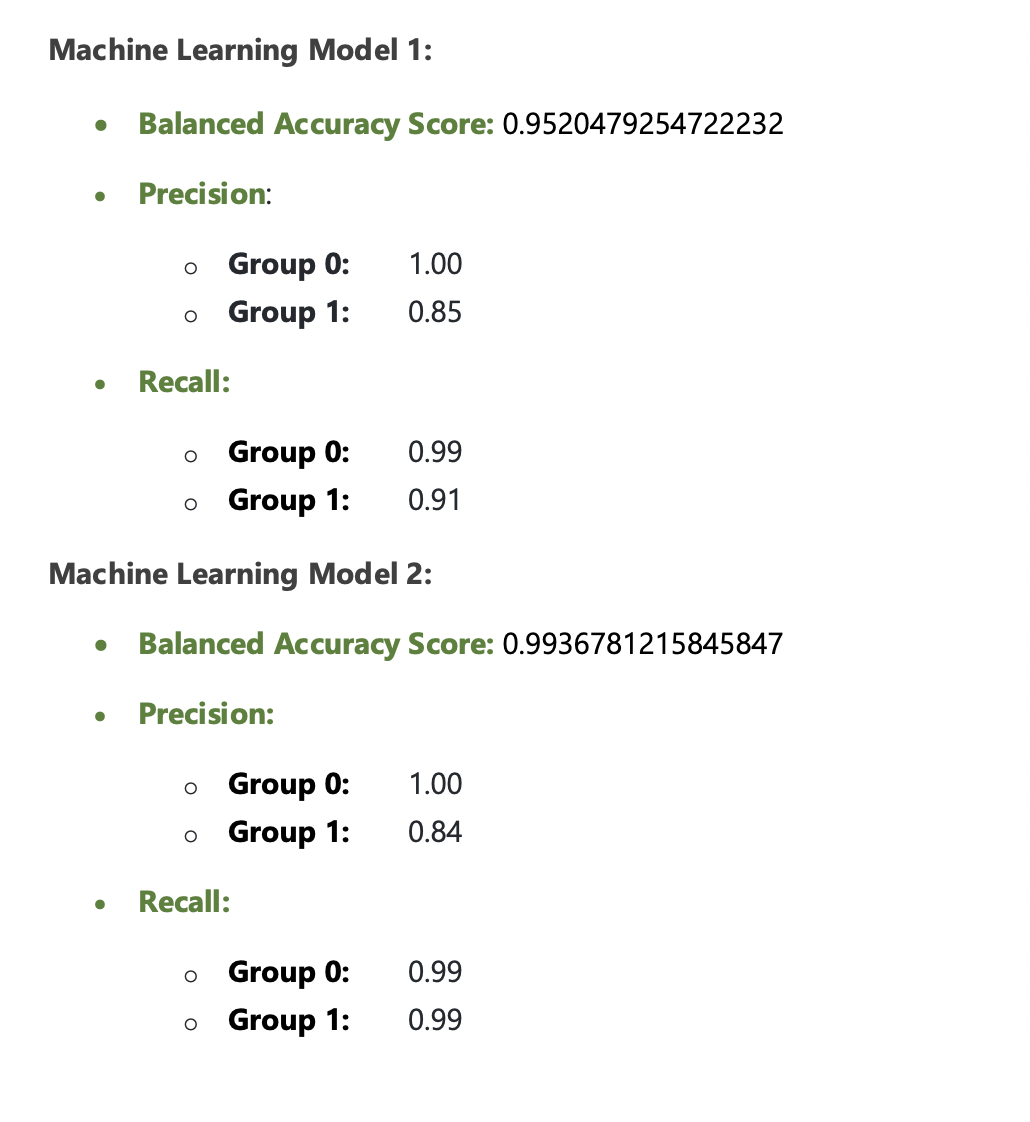 Machine Learning Model 1:
• Balanced Accuracy Score: 0.9520479254722232
• Precision:
o Group 0: 1.00
o Group 1: 0.85
• Recall:
o Group 0: 0.99
o Group 1: 0.91
Machine Learning Model 2:
• Balanced Accuracy Score: 0.9936781215845847
• Precision:
o Group 0: 1.00
o Group 1: 0.84
• Recall:
o Group 0: 0.99
o Group 1: 0.99